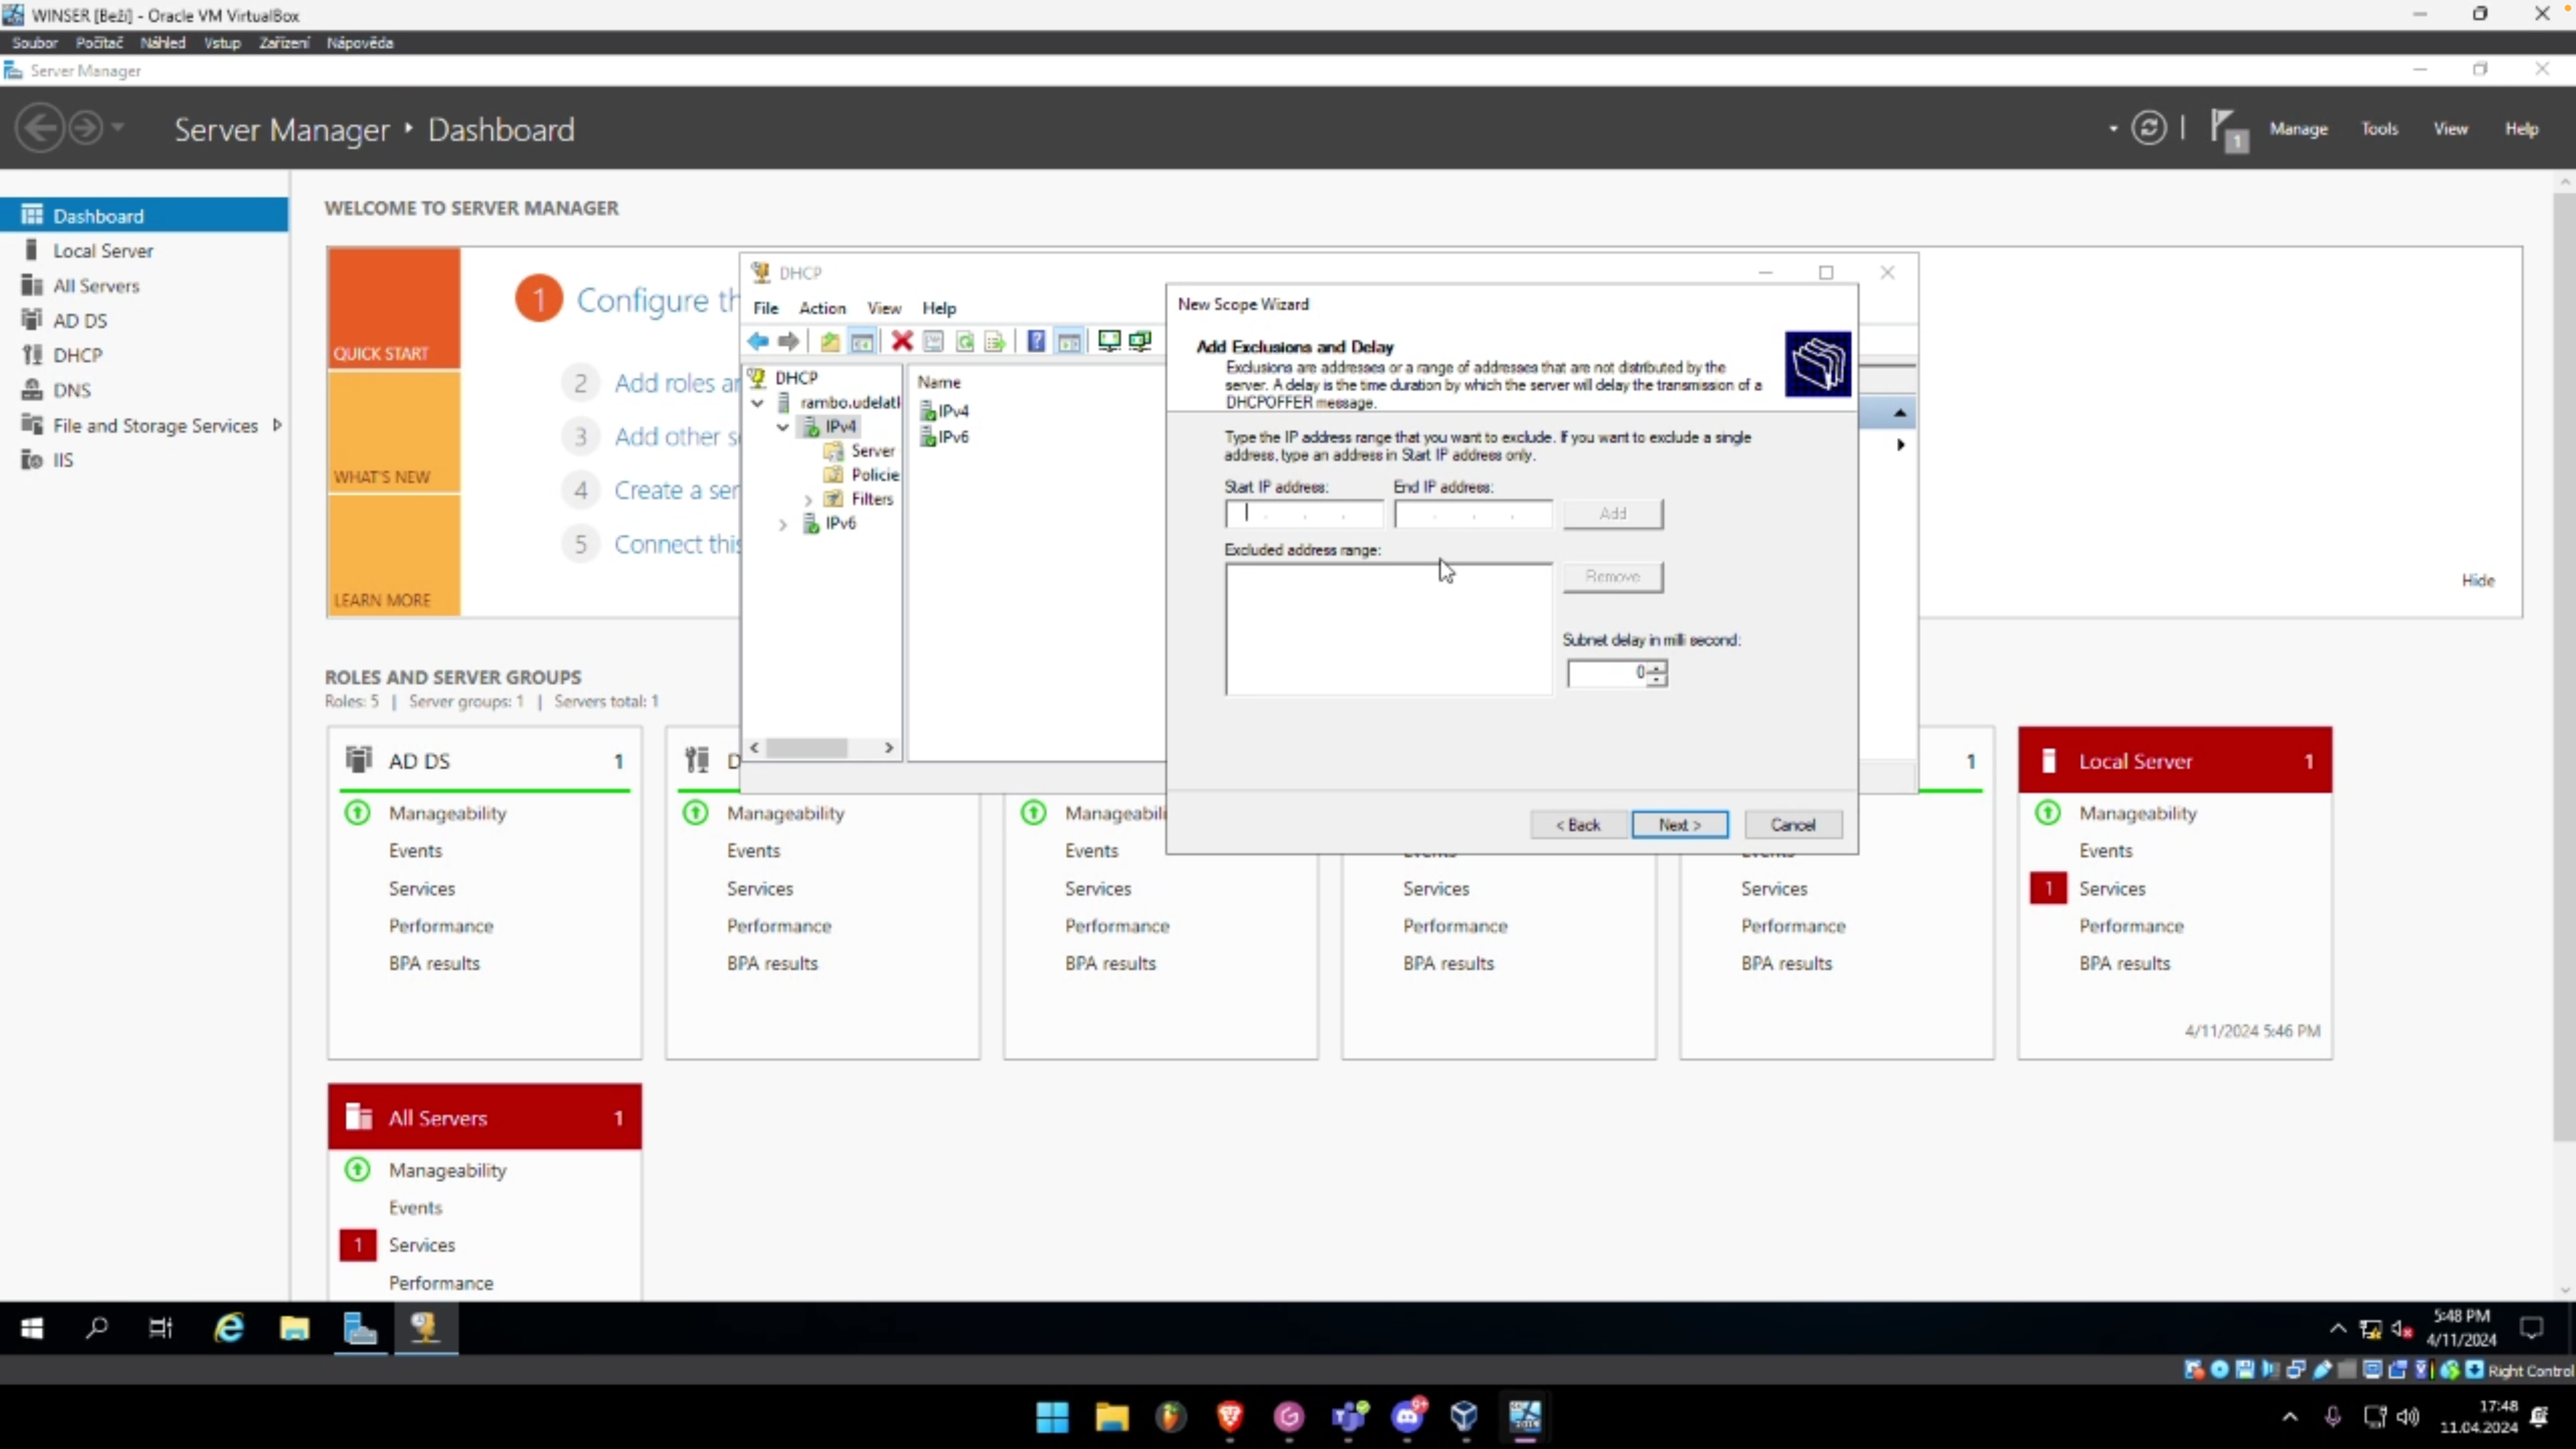 WINSER [Beží] - Oracle VM VirtualBox
Soubor Počítač Náhled Vstup Zařízení Nápověda
Server Manager
Server Manager ‣ Dashboard
1
Manage Tools View Help
Dashboard
Local Server
All Servers
AD DS
DHCP
DNS
File and Storage Services
IIS
WELCOME TO SERVER MANAGER
QUICK START
WHAT'S NEW
LEARN MORE
1 Configure th
2 Add roles a
3 Add other s
4 Create a ser
5 Connect this
Hide
DHCP
File Action View Help
DHCP
rambo.udelatl
IPv4
Server
Policie
Filters
IPv6
Name
IPv4
IPv6
New Scope Wizard
Add Exclusions and Delay
Exclusions are addresses or a range of addresses that are not distributed by the
server. A delay is the time duration by which the server will delay the transmission of a
DHCPOFFER message.
Type the IP address range that you want to exclude. If you want to exclude a single
address, type an address in Start IP address only.
Start IP address: End IP address:
Add
Excluded address range:
Remove
Subnet delay in milli second:
0
< Back Next > Cancel
ROLES AND SERVER GROUPS
Roles: 5 | Server groups: 1 | Servers total: 1
AD DS 1
Manageability
Events
Services
Performance
BPA results
D
Manageability
Events
Services
Performance
BPA results
Manageabili
Events
Services
Performance
BPA results
Events
Services
Performance
BPA results
1
Events
Services
Performance
BPA results
Local Server 1
Manageability
Events
1 Services
Performance
BPA results
4/11/2024 5:46 PM
All Servers 1
Manageability
Events
1 Services
Performance
5:48 PM
4/11/2024
Right Control
9+
17:48
11.04.2024